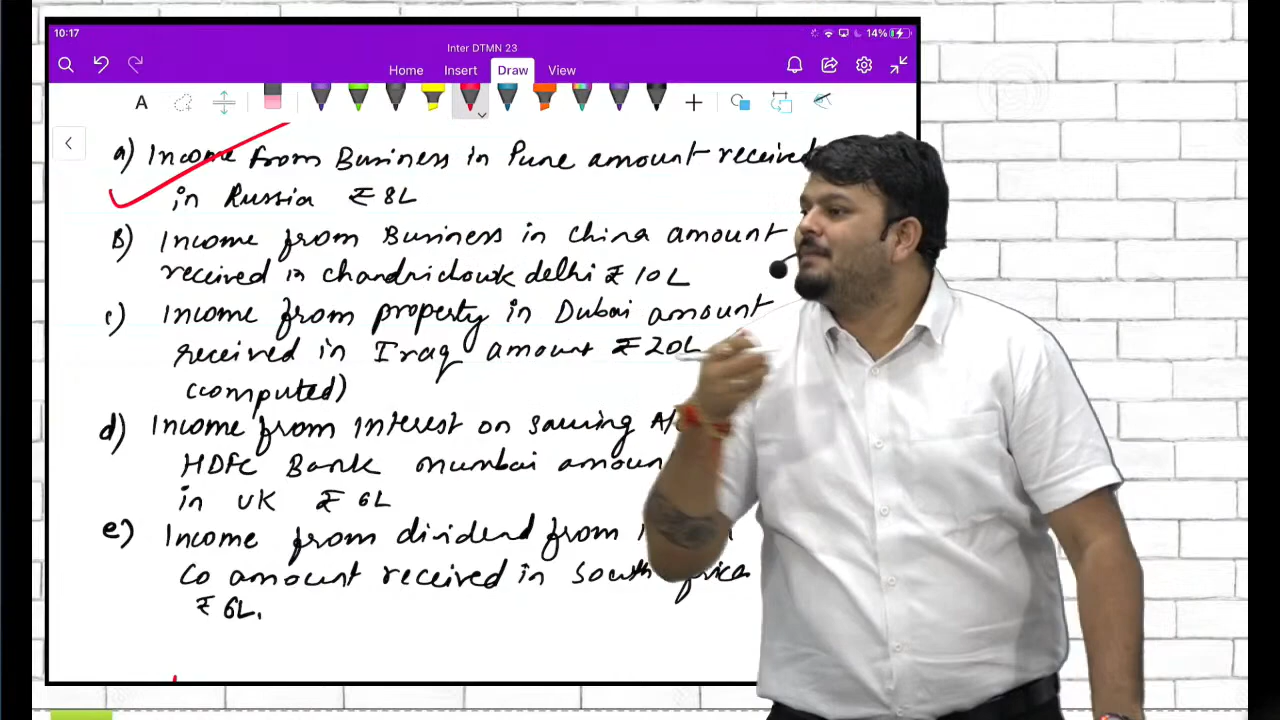 10:17
14%
Inter DTMN 23
Home Insert Draw View
A
a) Income from Business in Pune amount received
in Russia ₹ 8L
B) Income from Business in china amount
received in chandnichowk delhi ₹ 10L
c) Income from property in Dubai amount
received in Iraq amount ₹ 20L
(computed)
d) Income from interest on saving A/c
HDFC Bank mumbai amoun
in UK ₹ 6L
e) Income from dividend from
Co amount received in South Africa
₹ 6L.